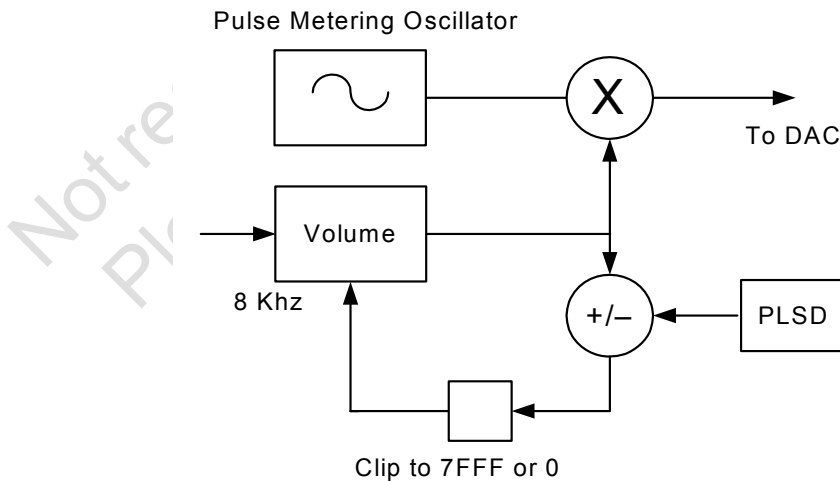 Pulse Metering Oscillator
X
To DAC
Volume
8 Khz
+/–
PLSD
Clip to 7FFF or 0